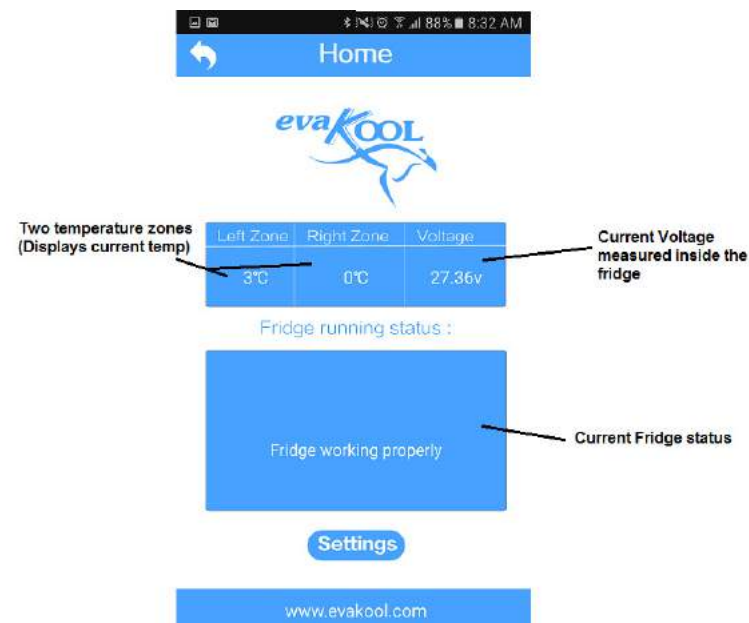 88% 8:32 AM
Home
evaKOOL
Two temperature zones
(Displays current temp)
Left Zone Right Zone Voltage
3°C 0°C 27.36v
Current Voltage
measured inside the
fridge
Fridge running status :
Fridge working properly
Current Fridge status
Settings
www.evakool.com